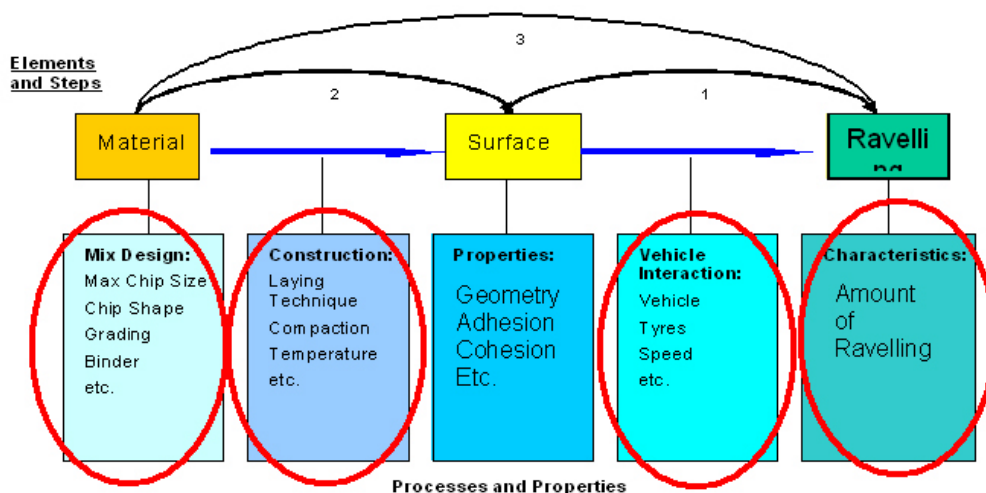 3
Elements
and Steps
2
1
Material
Surface
Ravelli
ng
Mix Design:
Max Chip Size
Chip Shape
Grading
Binder
etc.
Construction:
Laying
Technique
Compaction
Temperature
etc.
Properties:
Geometry
Adhesion
Cohesion
Etc.
Vehicle
Interaction:
Vehicle
Tyres
Speed
etc.
Characteristics:
Amount
of
Ravelling
Processes and Properties